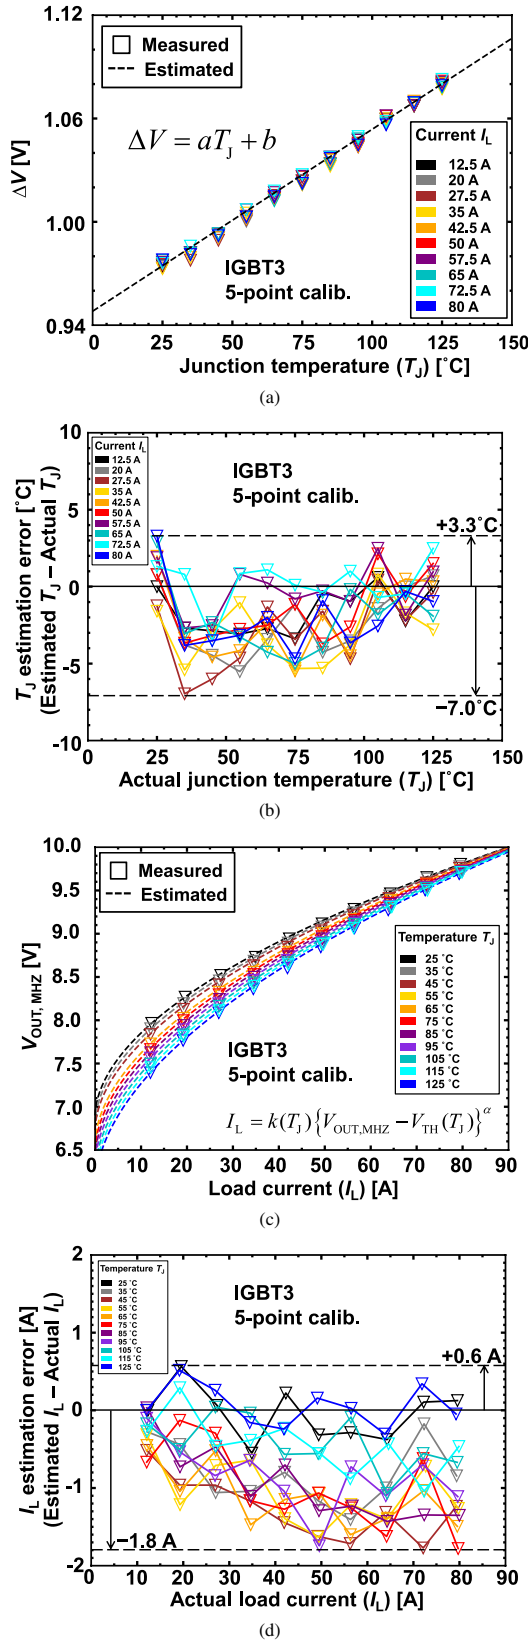 1.12
1.06
1.00
0.94
ΔV [V]
Measured
Estimated
ΔV = aT_J + b
Current I_L
12.5 A
20 A
27.5 A
35 A
42.5 A
50 A
57.5 A
65 A
72.5 A
80 A
IGBT3
5-point calib.
0 25 50 75 100 125 150
Junction temperature (T_J) [˚C]
(a)
10
5
0
-5
-10
T_J estimation error [˚C]
(Estimated T_J – Actual T_J)
Current I_L
12.5 A
20 A
27.5 A
35 A
42.5 A
50 A
57.5 A
65 A
72.5 A
80 A
IGBT3
5-point calib.
+3.3˚C
−7.0˚C
0 25 50 75 100 125 150
Actual junction temperature (T_J) [˚C]
(b)
10.0
9.5
9.0
8.5
8.0
7.5
7.0
6.5
V_OUT, MHZ [V]
Measured
Estimated
Temperature T_J
25 ˚C
35 ˚C
45 ˚C
55 ˚C
65 ˚C
75 ˚C
85 ˚C
95 ˚C
105 ˚C
115 ˚C
125 ˚C
IGBT3
5-point calib.
I_L = k(T_J){V_OUT,MHZ − V_TH(T_J)}^α
0 10 20 30 40 50 60 70 80 90
Load current (I_L) [A]
(c)
2
1
0
-1
-2
I_L estimation error [A]
(Estimated I_L – Actual I_L)
Temperature T_J
25 ˚C
35 ˚C
45 ˚C
55 ˚C
65 ˚C
75 ˚C
85 ˚C
95 ˚C
105 ˚C
115 ˚C
125 ˚C
IGBT3
5-point calib.
+0.6 A
−1.8 A
0 10 20 30 40 50 60 70 80 90
Actual load current (I_L) [A]
(d)